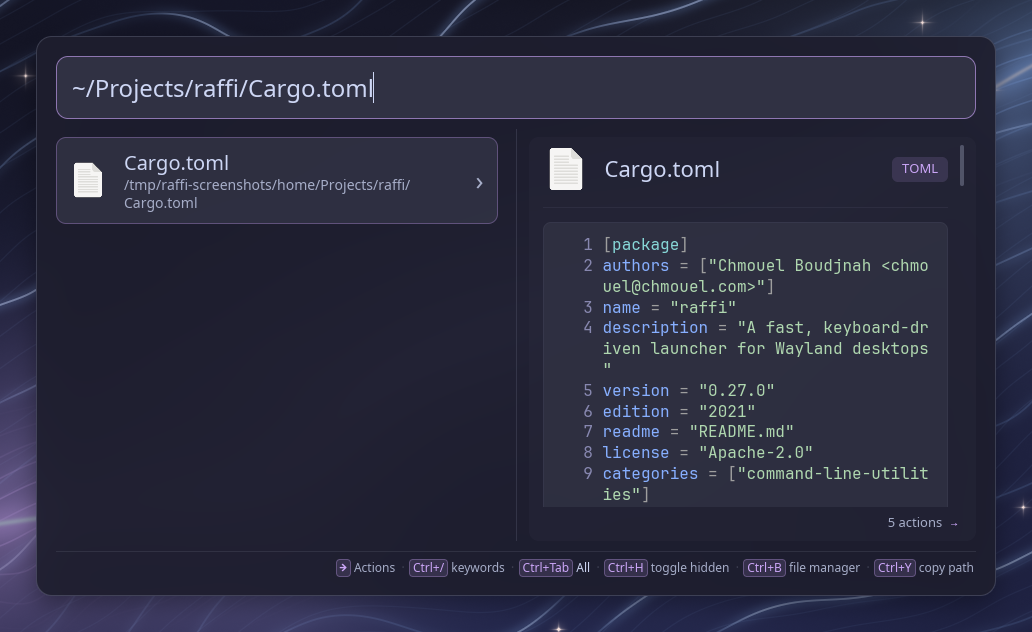 ~/Projects/raffi/Cargo.toml
Cargo.toml
/tmp/raffi-screenshots/home/Projects/raffi/
Cargo.toml
›
Cargo.toml
TOML
1 [package]
2 authors = ["Chmouel Boudjnah <chmo
uel@chmouel.com>"]
3 name = "raffi"
4 description = "A fast, keyboard-dr
iven launcher for Wayland desktops
"
5 version = "0.27.0"
6 edition = "2021"
7 readme = "README.md"
8 license = "Apache-2.0"
9 categories = ["command-line-utilit
ies"]
5 actions →
→ Actions · Ctrl+/ keywords · Ctrl+Tab All · Ctrl+H toggle hidden · Ctrl+B file manager · Ctrl+Y copy path